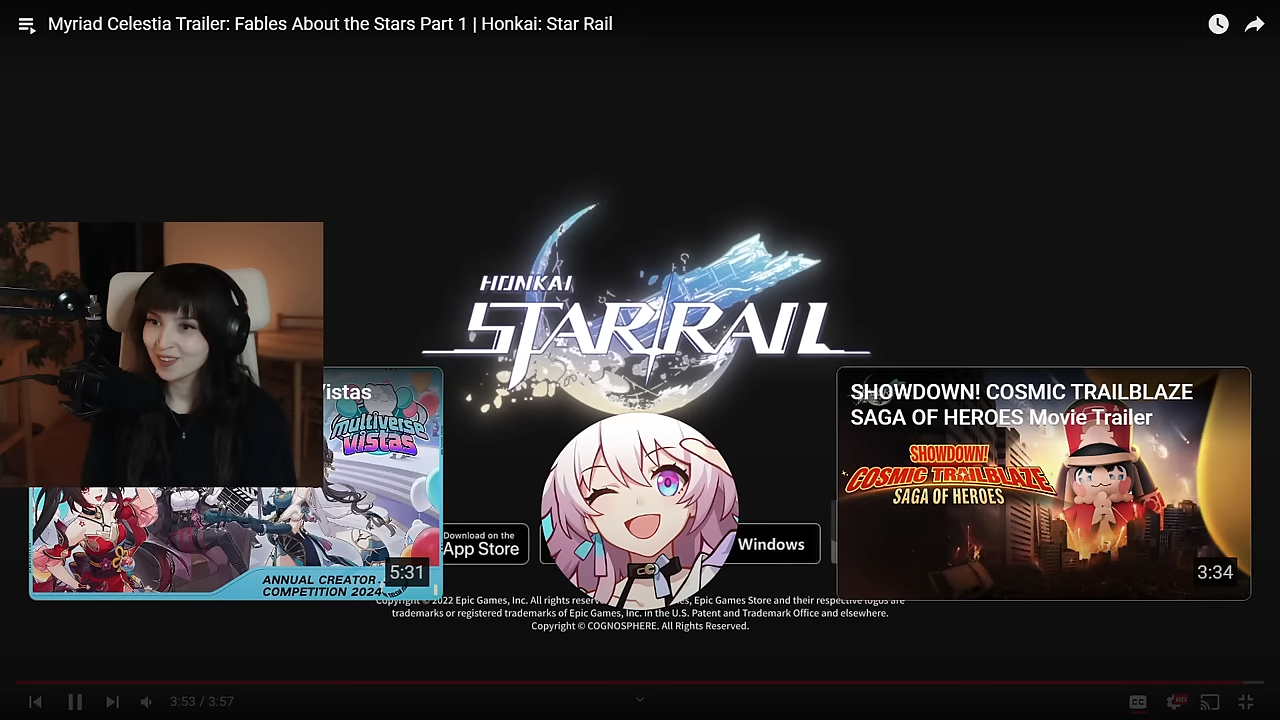 Myriad Celestia Trailer: Fables About the Stars Part 1 | Honkai: Star Rail
HONKAI
STAR RAIL
Vistas
multiverse
vistas
ANNUAL CREATOR
COMPETITION 2024
5:31
Download on the
App Store
Windows
SHOWDOWN! COSMIC TRAILBLAZE
SAGA OF HEROES Movie Trailer
SHOWDOWN!
COSMIC TRAILBLAZE
SAGA OF HEROES
3:34
Copyright © 2022 Epic Games, Inc. All rights Epic Games Store and their respective logos are
trademarks or registered trademarks of Epic Games, Inc. in the U.S. Patent and Trademark Office and elsewhere.
Copyright © COGNOSPHERE. All Rights Reserved.
3:53 / 3:57
CC
HD